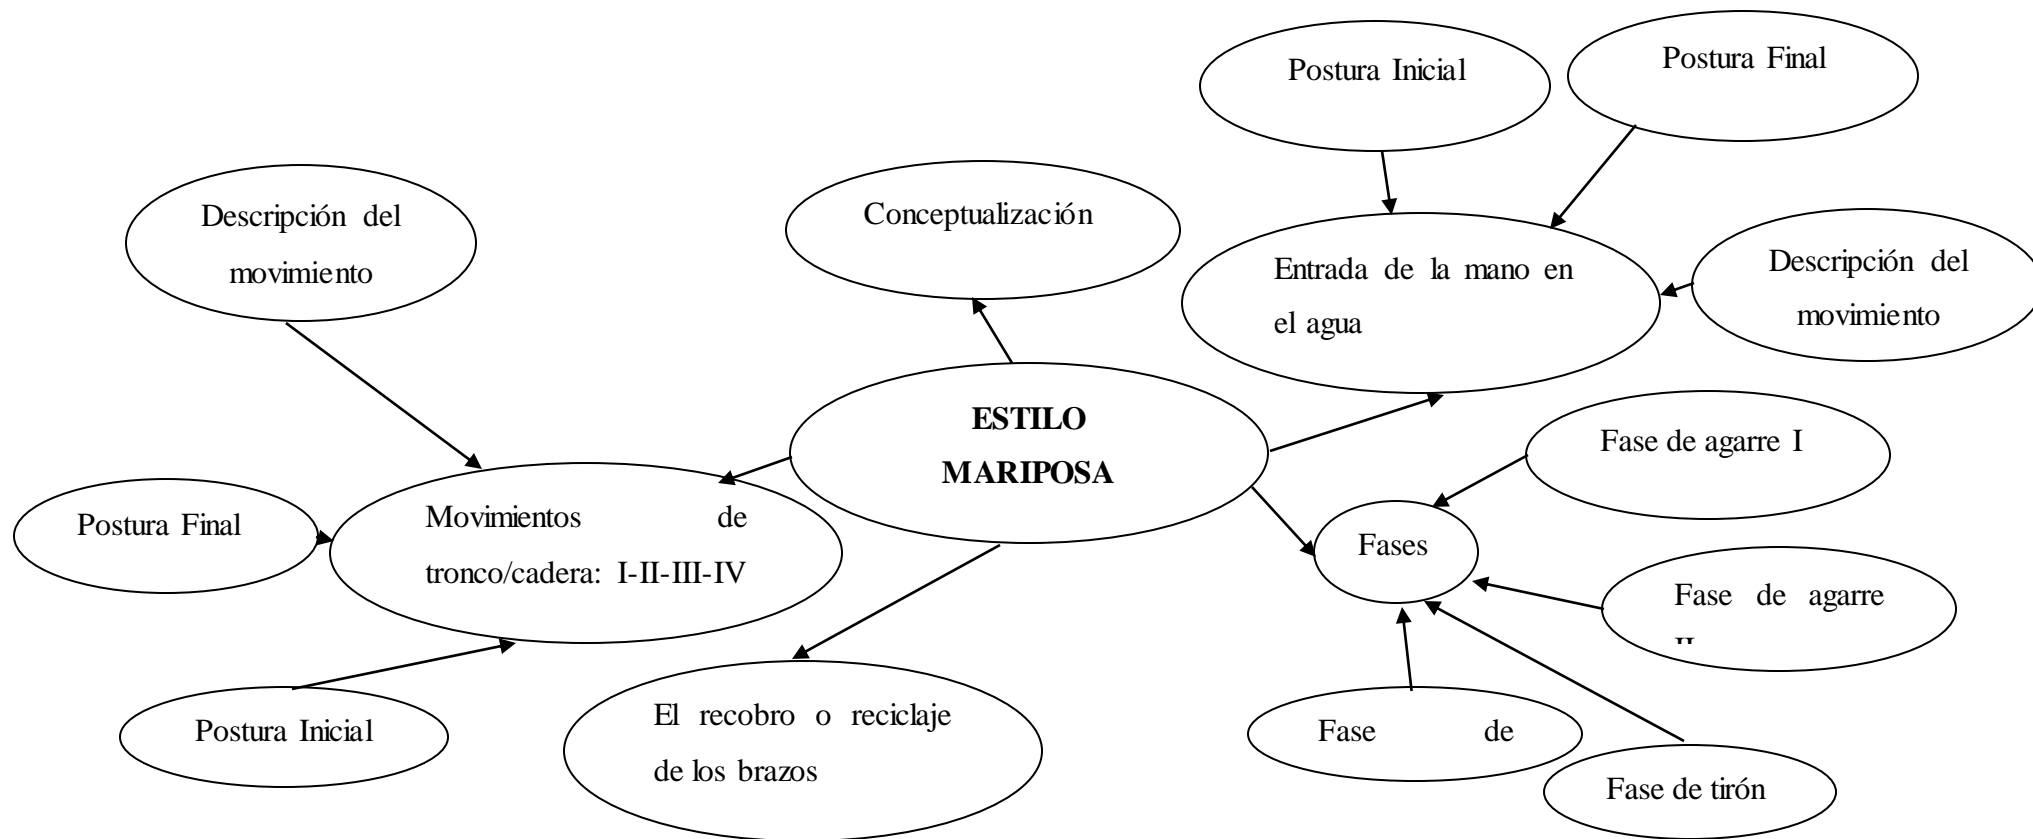 Postura Inicial
Postura Final
Descripción del
movimiento
Conceptualización
Entrada de la mano en
el agua
Descripción del
movimiento
ESTILO
MARIPOSA
Fase de agarre I
Postura Final
Movimientos de
tronco/cadera: I-II-III-IV
Fases
Fase de agarre
Postura Inicial
El recobro o reciclaje
de los brazos
Fase de
Fase de tirón